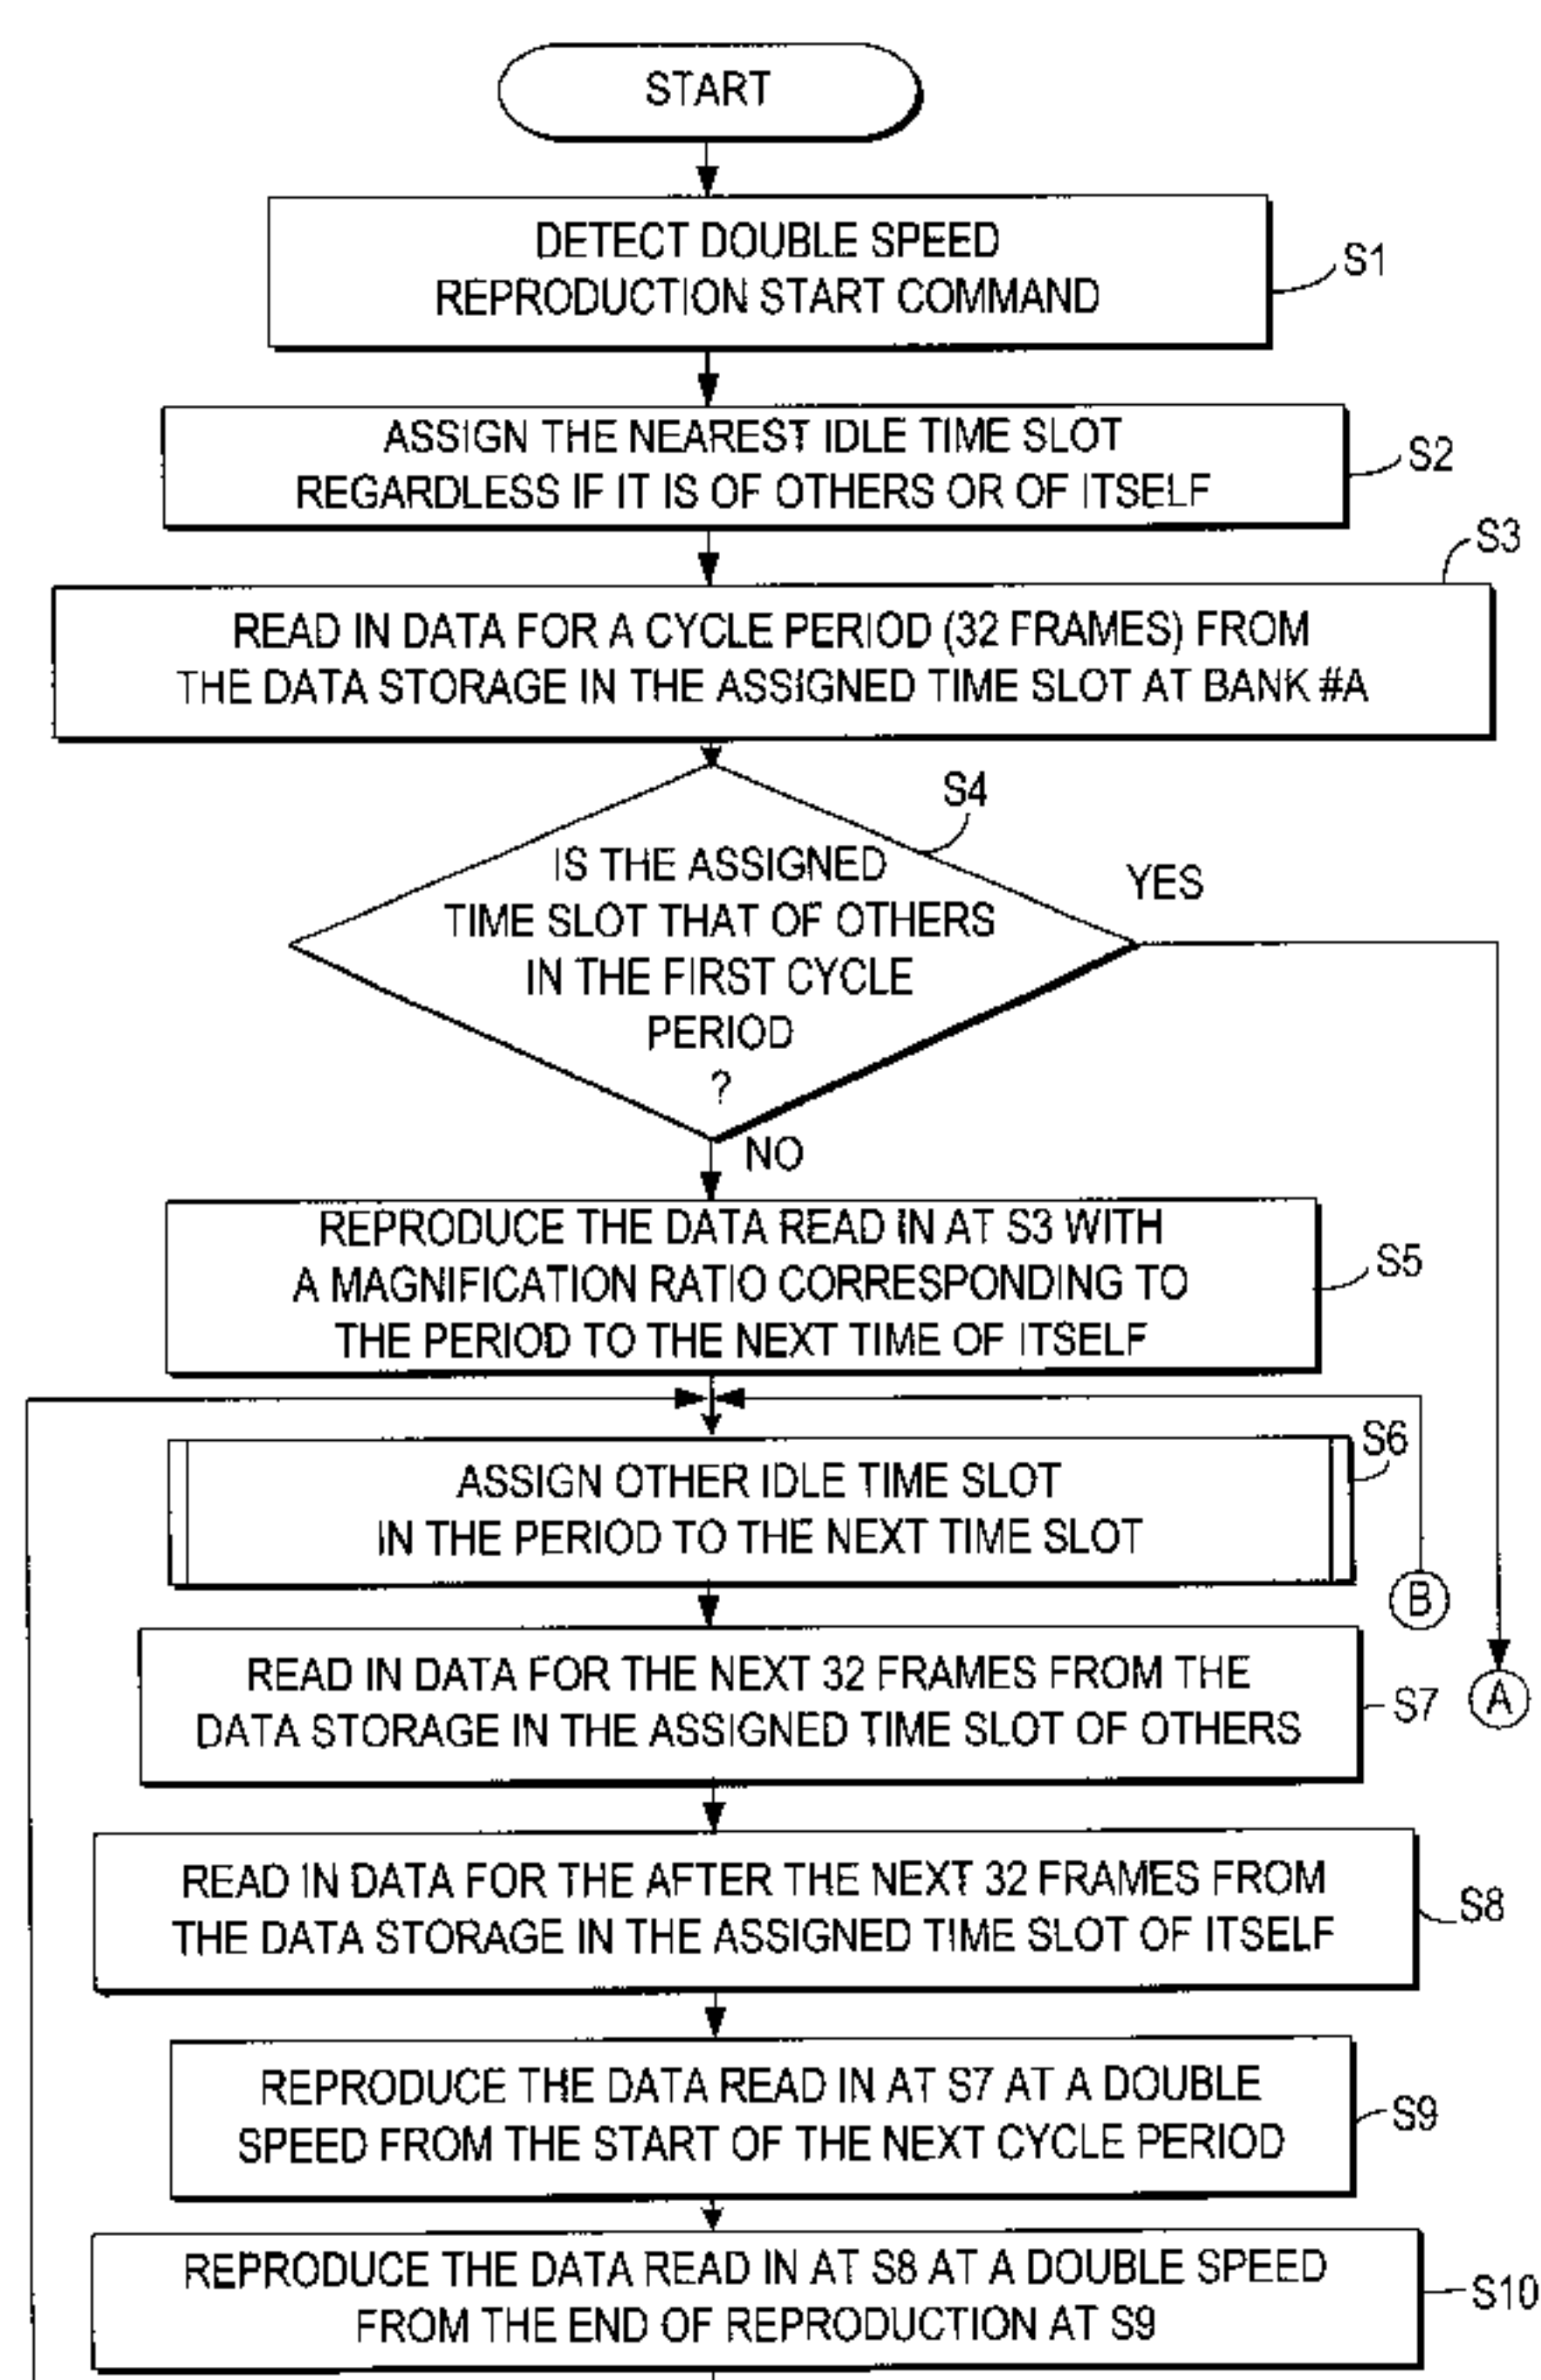 START
DETECT DOUBLE SPEED
REPRODUCTION START COMMAND
S1
ASSIGN THE NEAREST IDLE TIME SLOT
REGARDLESS IF IT IS OF OTHERS OR OF ITSELF
S2
S3
READ IN DATA FOR A CYCLE PERIOD (32 FRAMES) FROM
THE DATA STORAGE IN THE ASSIGNED TIME SLOT AT BANK #A
S4
IS THE ASSIGNED
TIME SLOT THAT OF OTHERS
IN THE FIRST CYCLE
PERIOD
?
YES
NO
REPRODUCE THE DATA READ IN AT S3 WITH
A MAGNIFICATION RATIO CORRESPONDING TO
THE PERIOD TO THE NEXT TIME OF ITSELF
S5
S6
ASSIGN OTHER IDLE TIME SLOT
IN THE PERIOD TO THE NEXT TIME SLOT
B
READ IN DATA FOR THE NEXT 32 FRAMES FROM THE
DATA STORAGE IN THE ASSIGNED TIME SLOT OF OTHERS
S7
A
READ IN DATA FOR THE AFTER THE NEXT 32 FRAMES FROM
THE DATA STORAGE IN THE ASSIGNED TIME SLOT OF ITSELF
S8
REPRODUCE THE DATA READ IN AT S7 AT A DOUBLE
SPEED FROM THE START OF THE NEXT CYCLE PERIOD
S9
REPRODUCE THE DATA READ IN AT S8 AT A DOUBLE SPEED
FROM THE END OF REPRODUCTION AT S9
S10